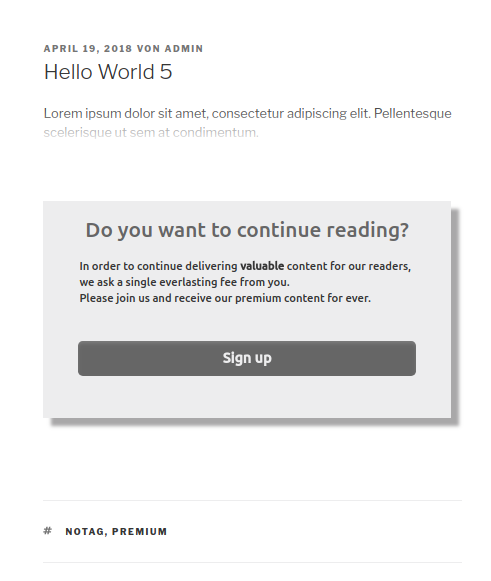 APRIL 19, 2018 VON ADMIN
Hello World 5
Lorem ipsum dolor sit amet, consectetur adipiscing elit. Pellentesque
scelerisque ut sem at condimentum.
Do you want to continue reading?
In order to continue delivering valuable content for our readers,
we ask a single everlasting fee from you.
Please join us and receive our premium content for ever.
Sign up
# NOTAG, PREMIUM